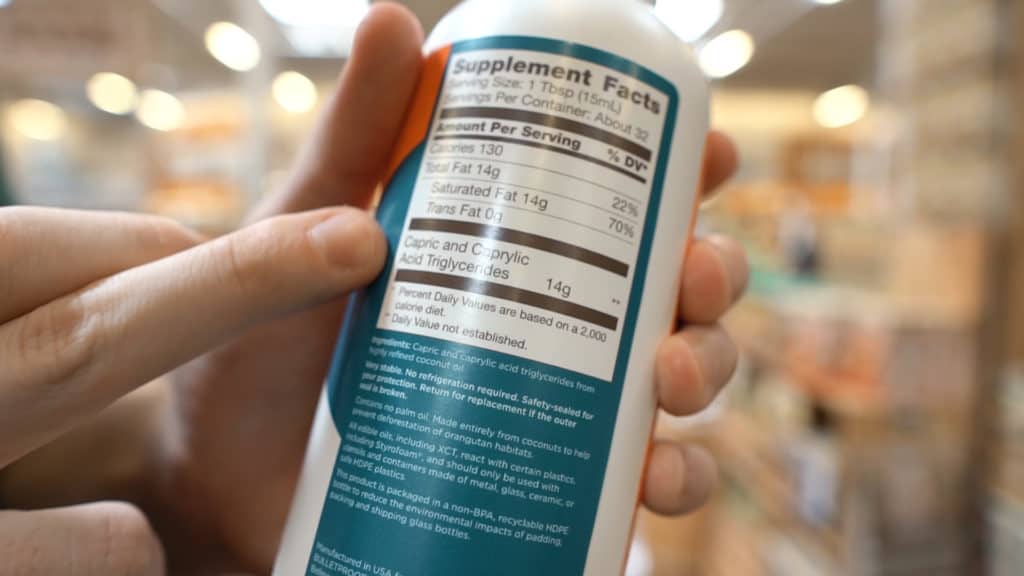 Supplement Facts
Serving Size: 1 Tbsp (15mL)
Servings Per Container: About 32
Amount Per Serving % DV*
Calories 130
Total Fat 14g 22%
Saturated Fat 14g 70%
Trans Fat 0g
Capric and Caprylic
Acid Triglycerides 14g **
* Percent Daily Values are based on a 2,000
calorie diet.
** Daily Value not established.
Ingredients: Capric and caprylic acid triglycerides from
highly refined coconut oil
Very stable. No refrigeration required. Safety-sealed for
your protection. Return for replacement if the outer
seal is broken.
Contains no palm oil. Made entirely from coconuts to help
prevent deforestation of orangutan habitats.
All edible oils, including XCT, react with certain plastics,
including Styrofoam", and should only be used with
utensils and containers made of metal, glass, ceramic, or
safe HDPE plastics.
This product is packaged in a non-BPA, recyclable HDPE
bottle to reduce the environmental impacts of padding,
packing and shipping glass bottles.
Manufactured in USA
BULLETPROOF